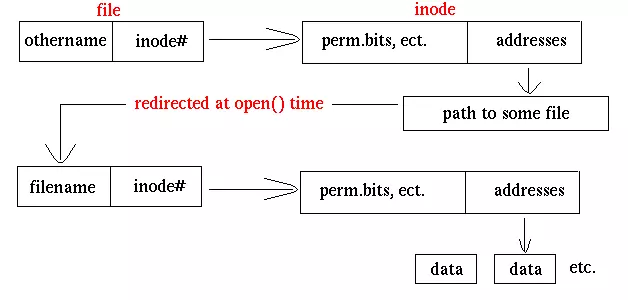 file
inode
othername inode# perm.bits, ect. addresses
redirected at open() time
path to some file
filename inode# perm.bits, ect. addresses
data data etc.